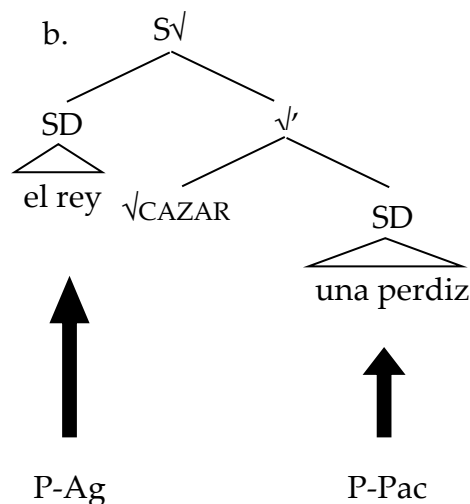 b.
S√
SD
√’
el rey
√CAZAR
SD
una perdiz
P-Ag
P-Pac